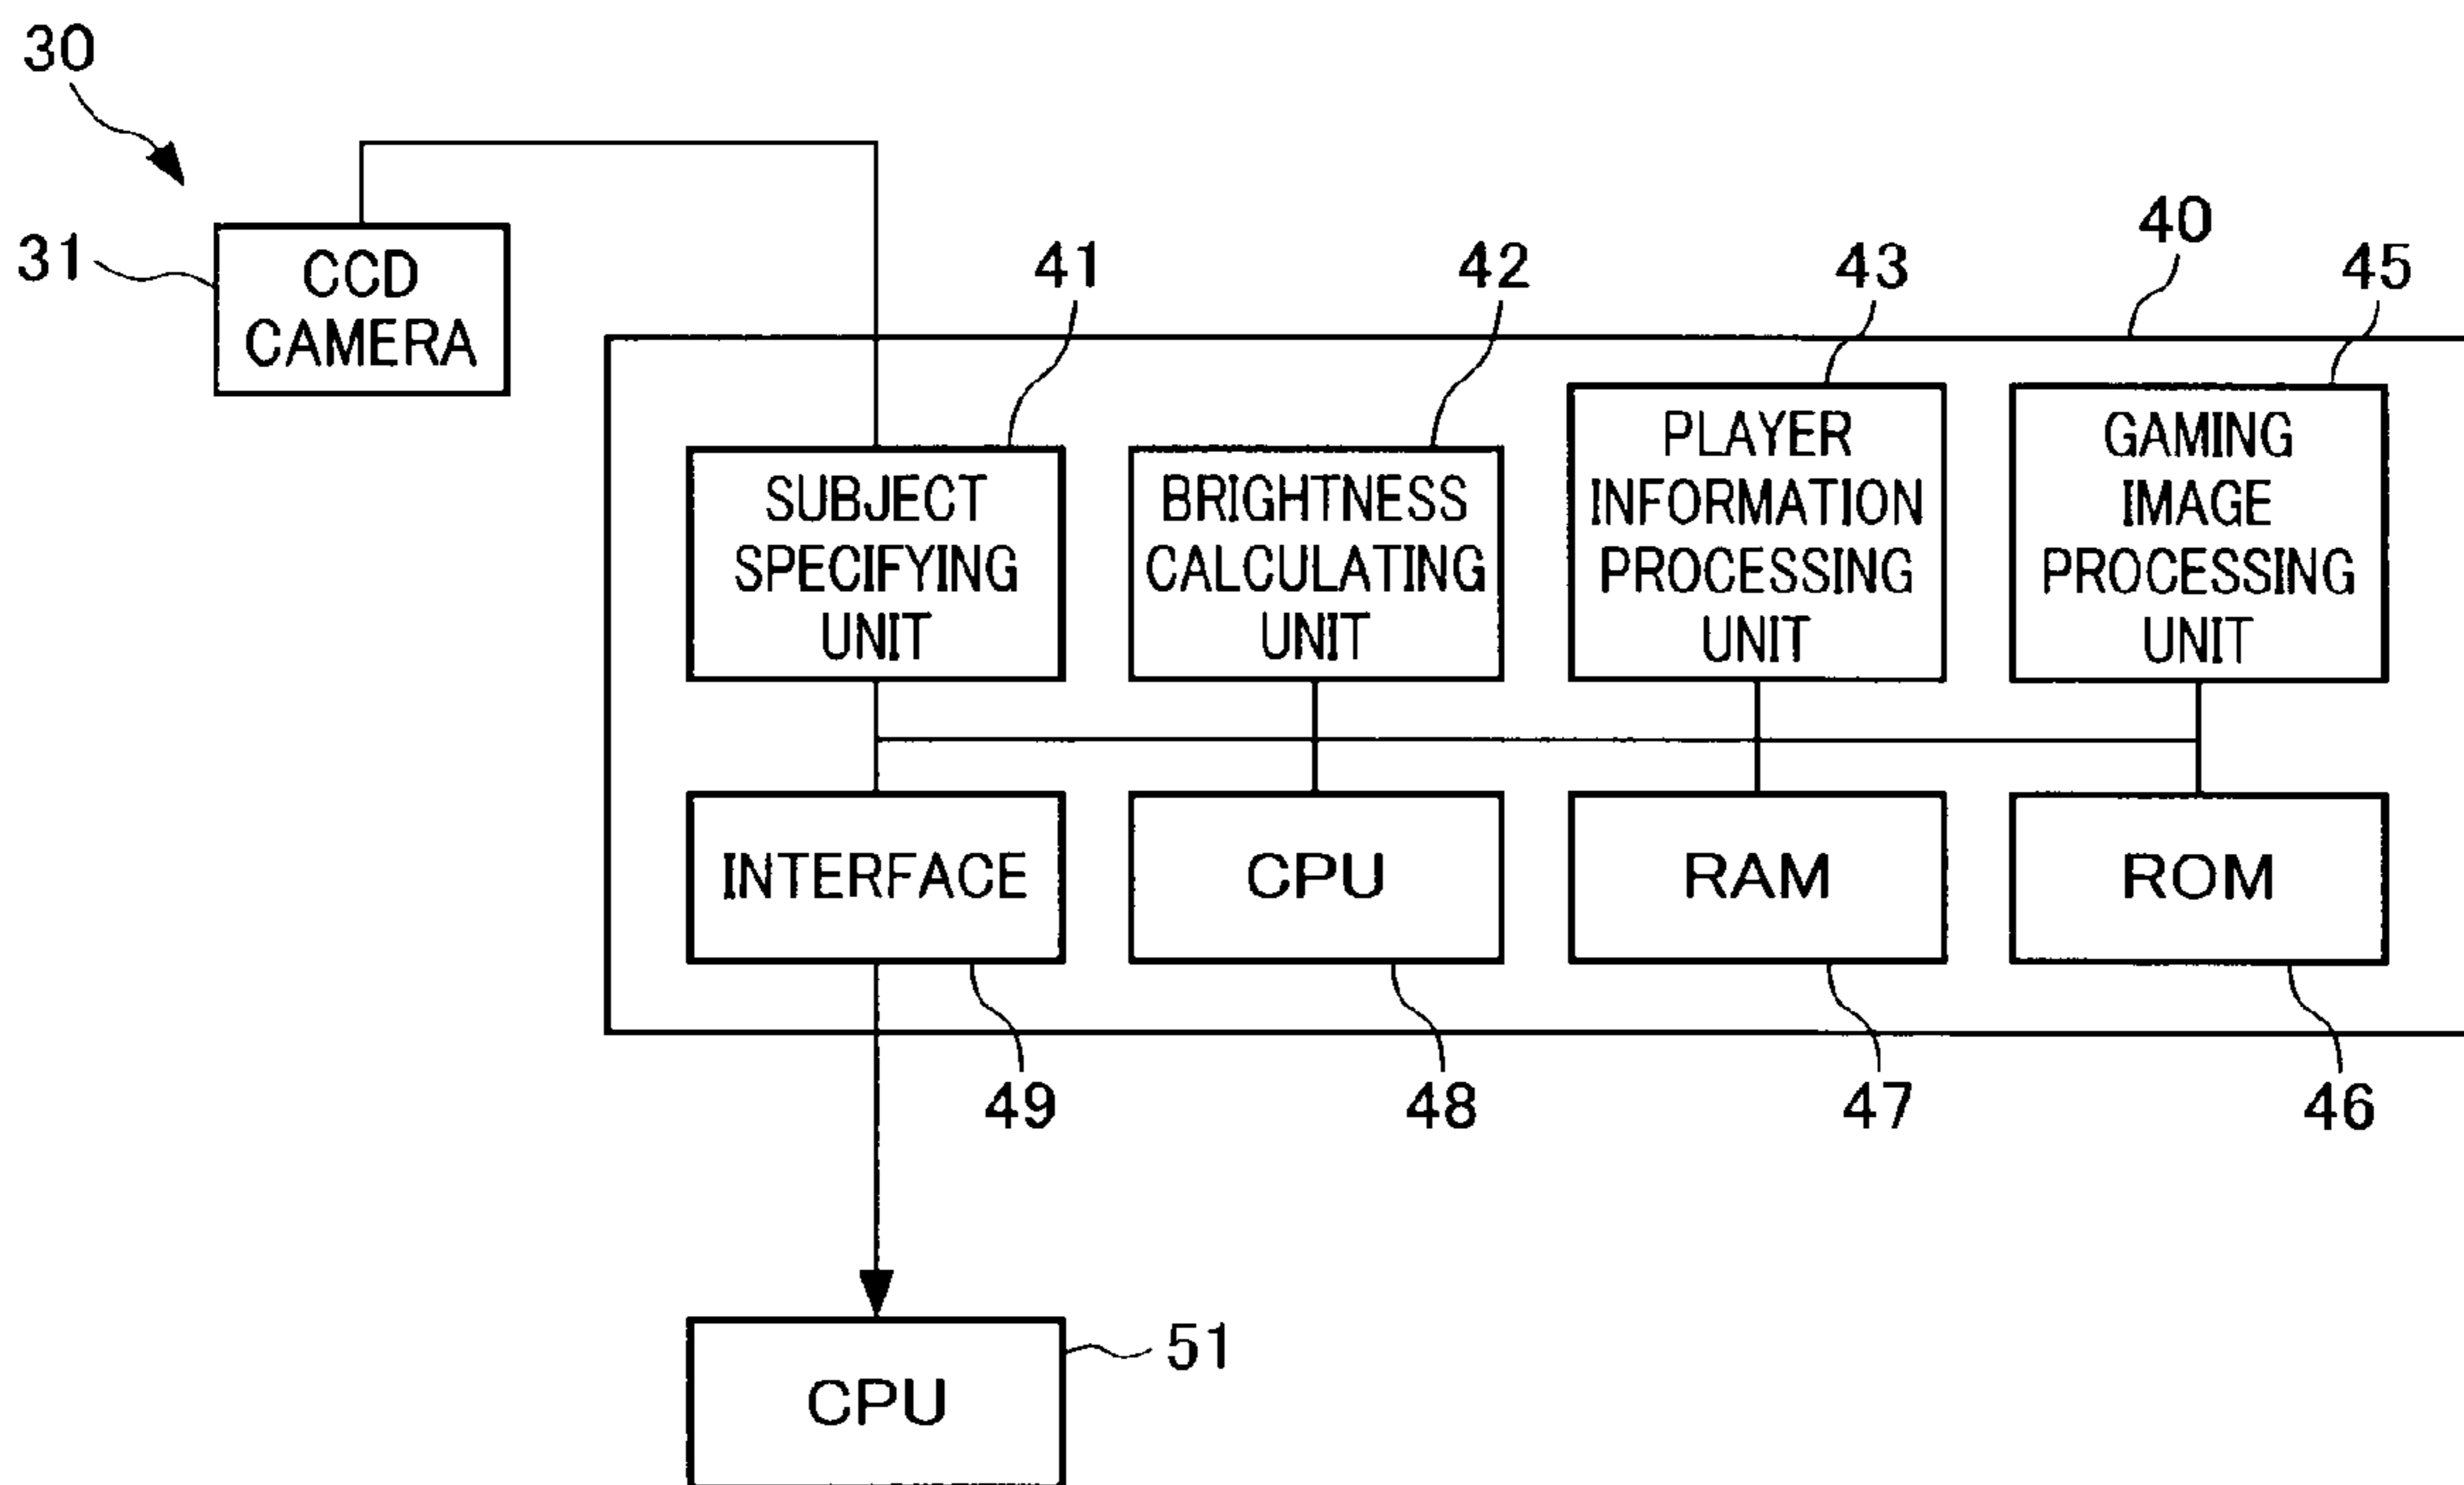 30
31
CCD
CAMERA
40
41
42
43
45
SUBJECT
SPECIFYING
UNIT
BRIGHTNESS
CALCULATING
UNIT
PLAYER
INFORMATION
PROCESSING
UNIT
GAMING
IMAGE
PROCESSING
UNIT
INTERFACE
CPU
RAM
ROM
49
48
47
46
51
CPU